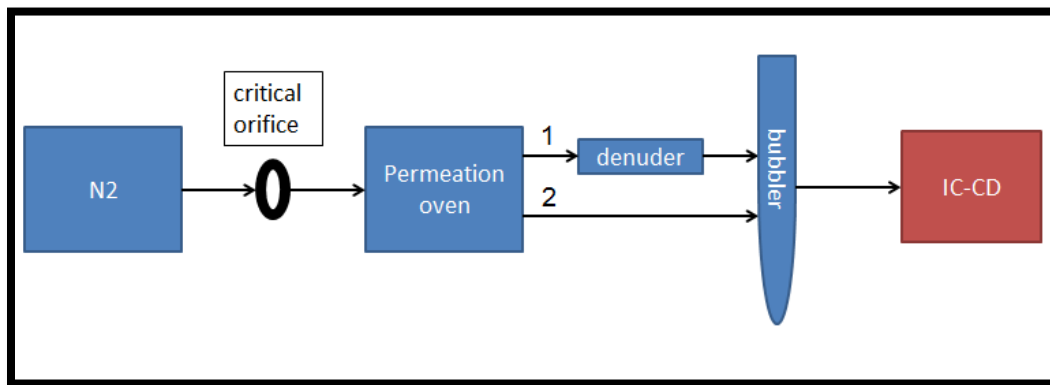 critical
orifice
N2
Permeation
oven
1
denuder
2
bubbler
IC-CD